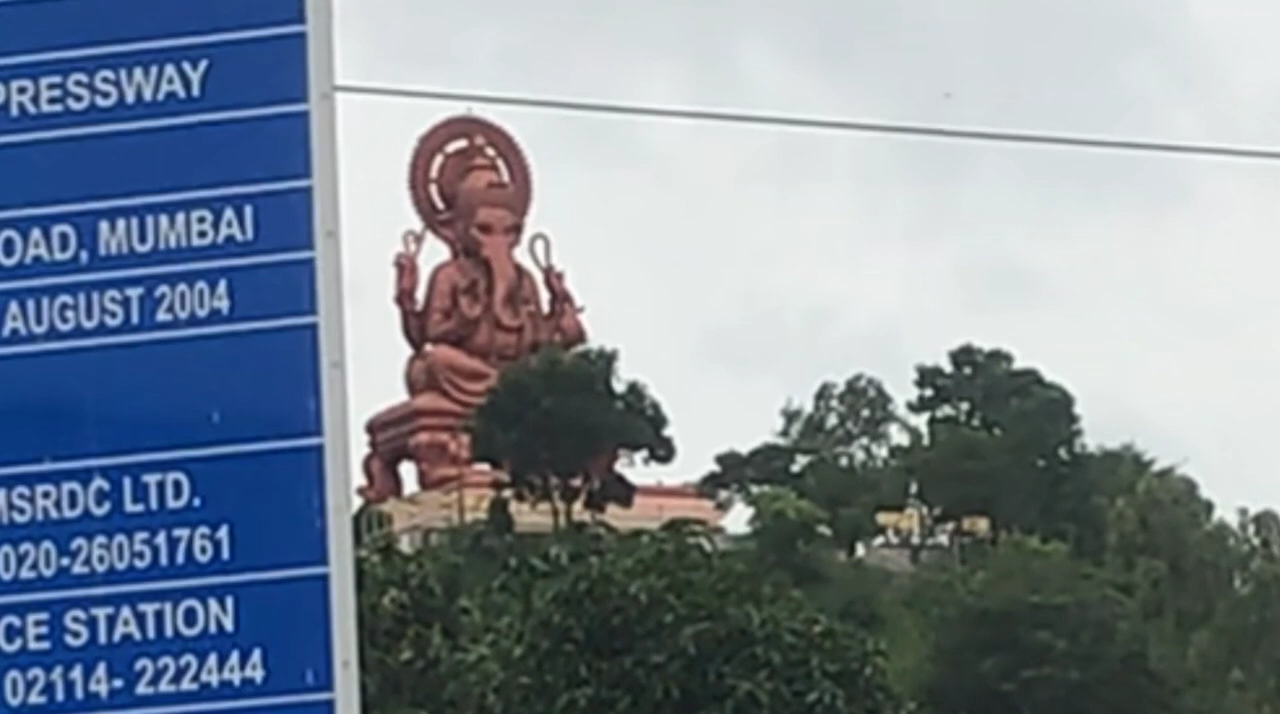 PRESSWAY
OAD, MUMBAI
AUGUST 2004
MSRDC LTD.
020-26051761
CE STATION
02114- 222444